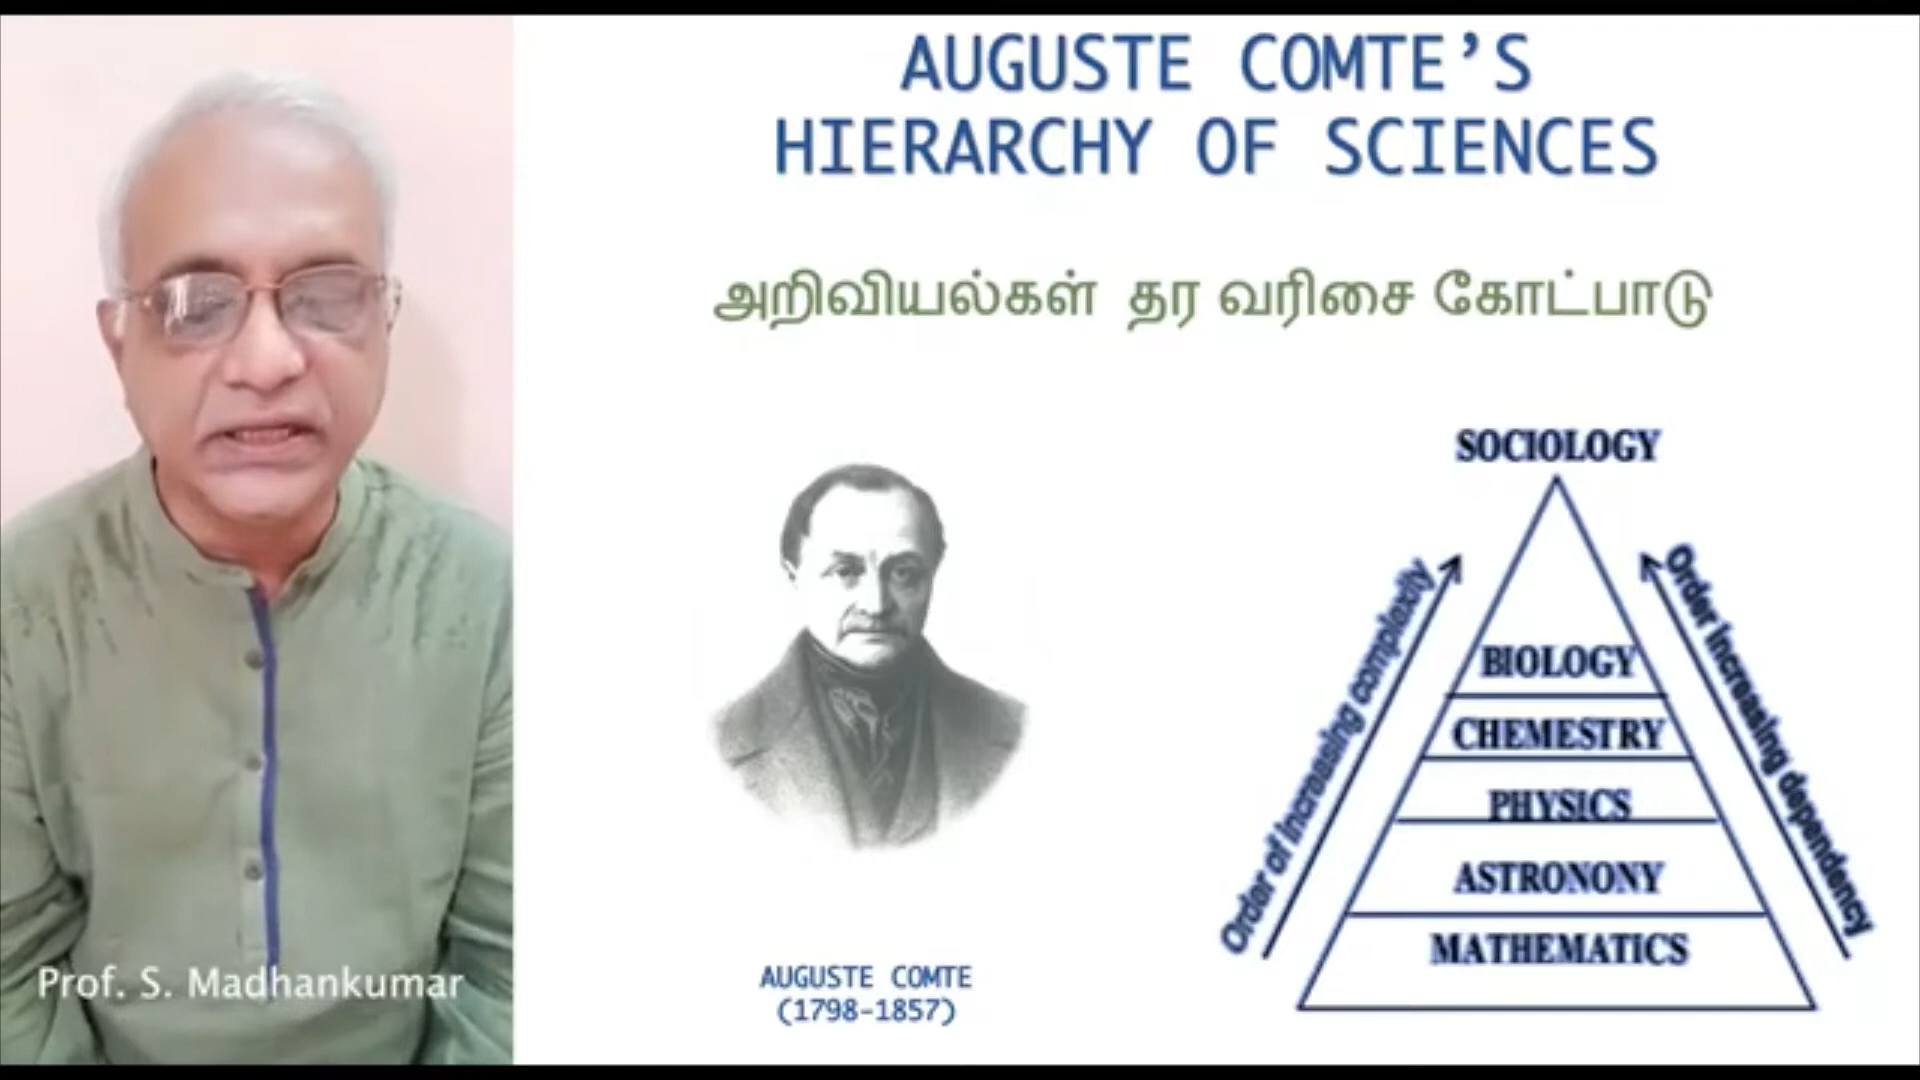 AUGUSTE COMTE’S
HIERARCHY OF SCIENCES
அறிவியல்கள் தர வரிசை கோட்பாடு
SOCIOLOGY
Order of increasing complexity
Order increasing dependency
BIOLOGY
CHEMESTRY
PHYSICS
ASTRONONY
MATHEMATICS
Prof. S. Madhankumar
AUGUSTE COMTE
(1798-1857)